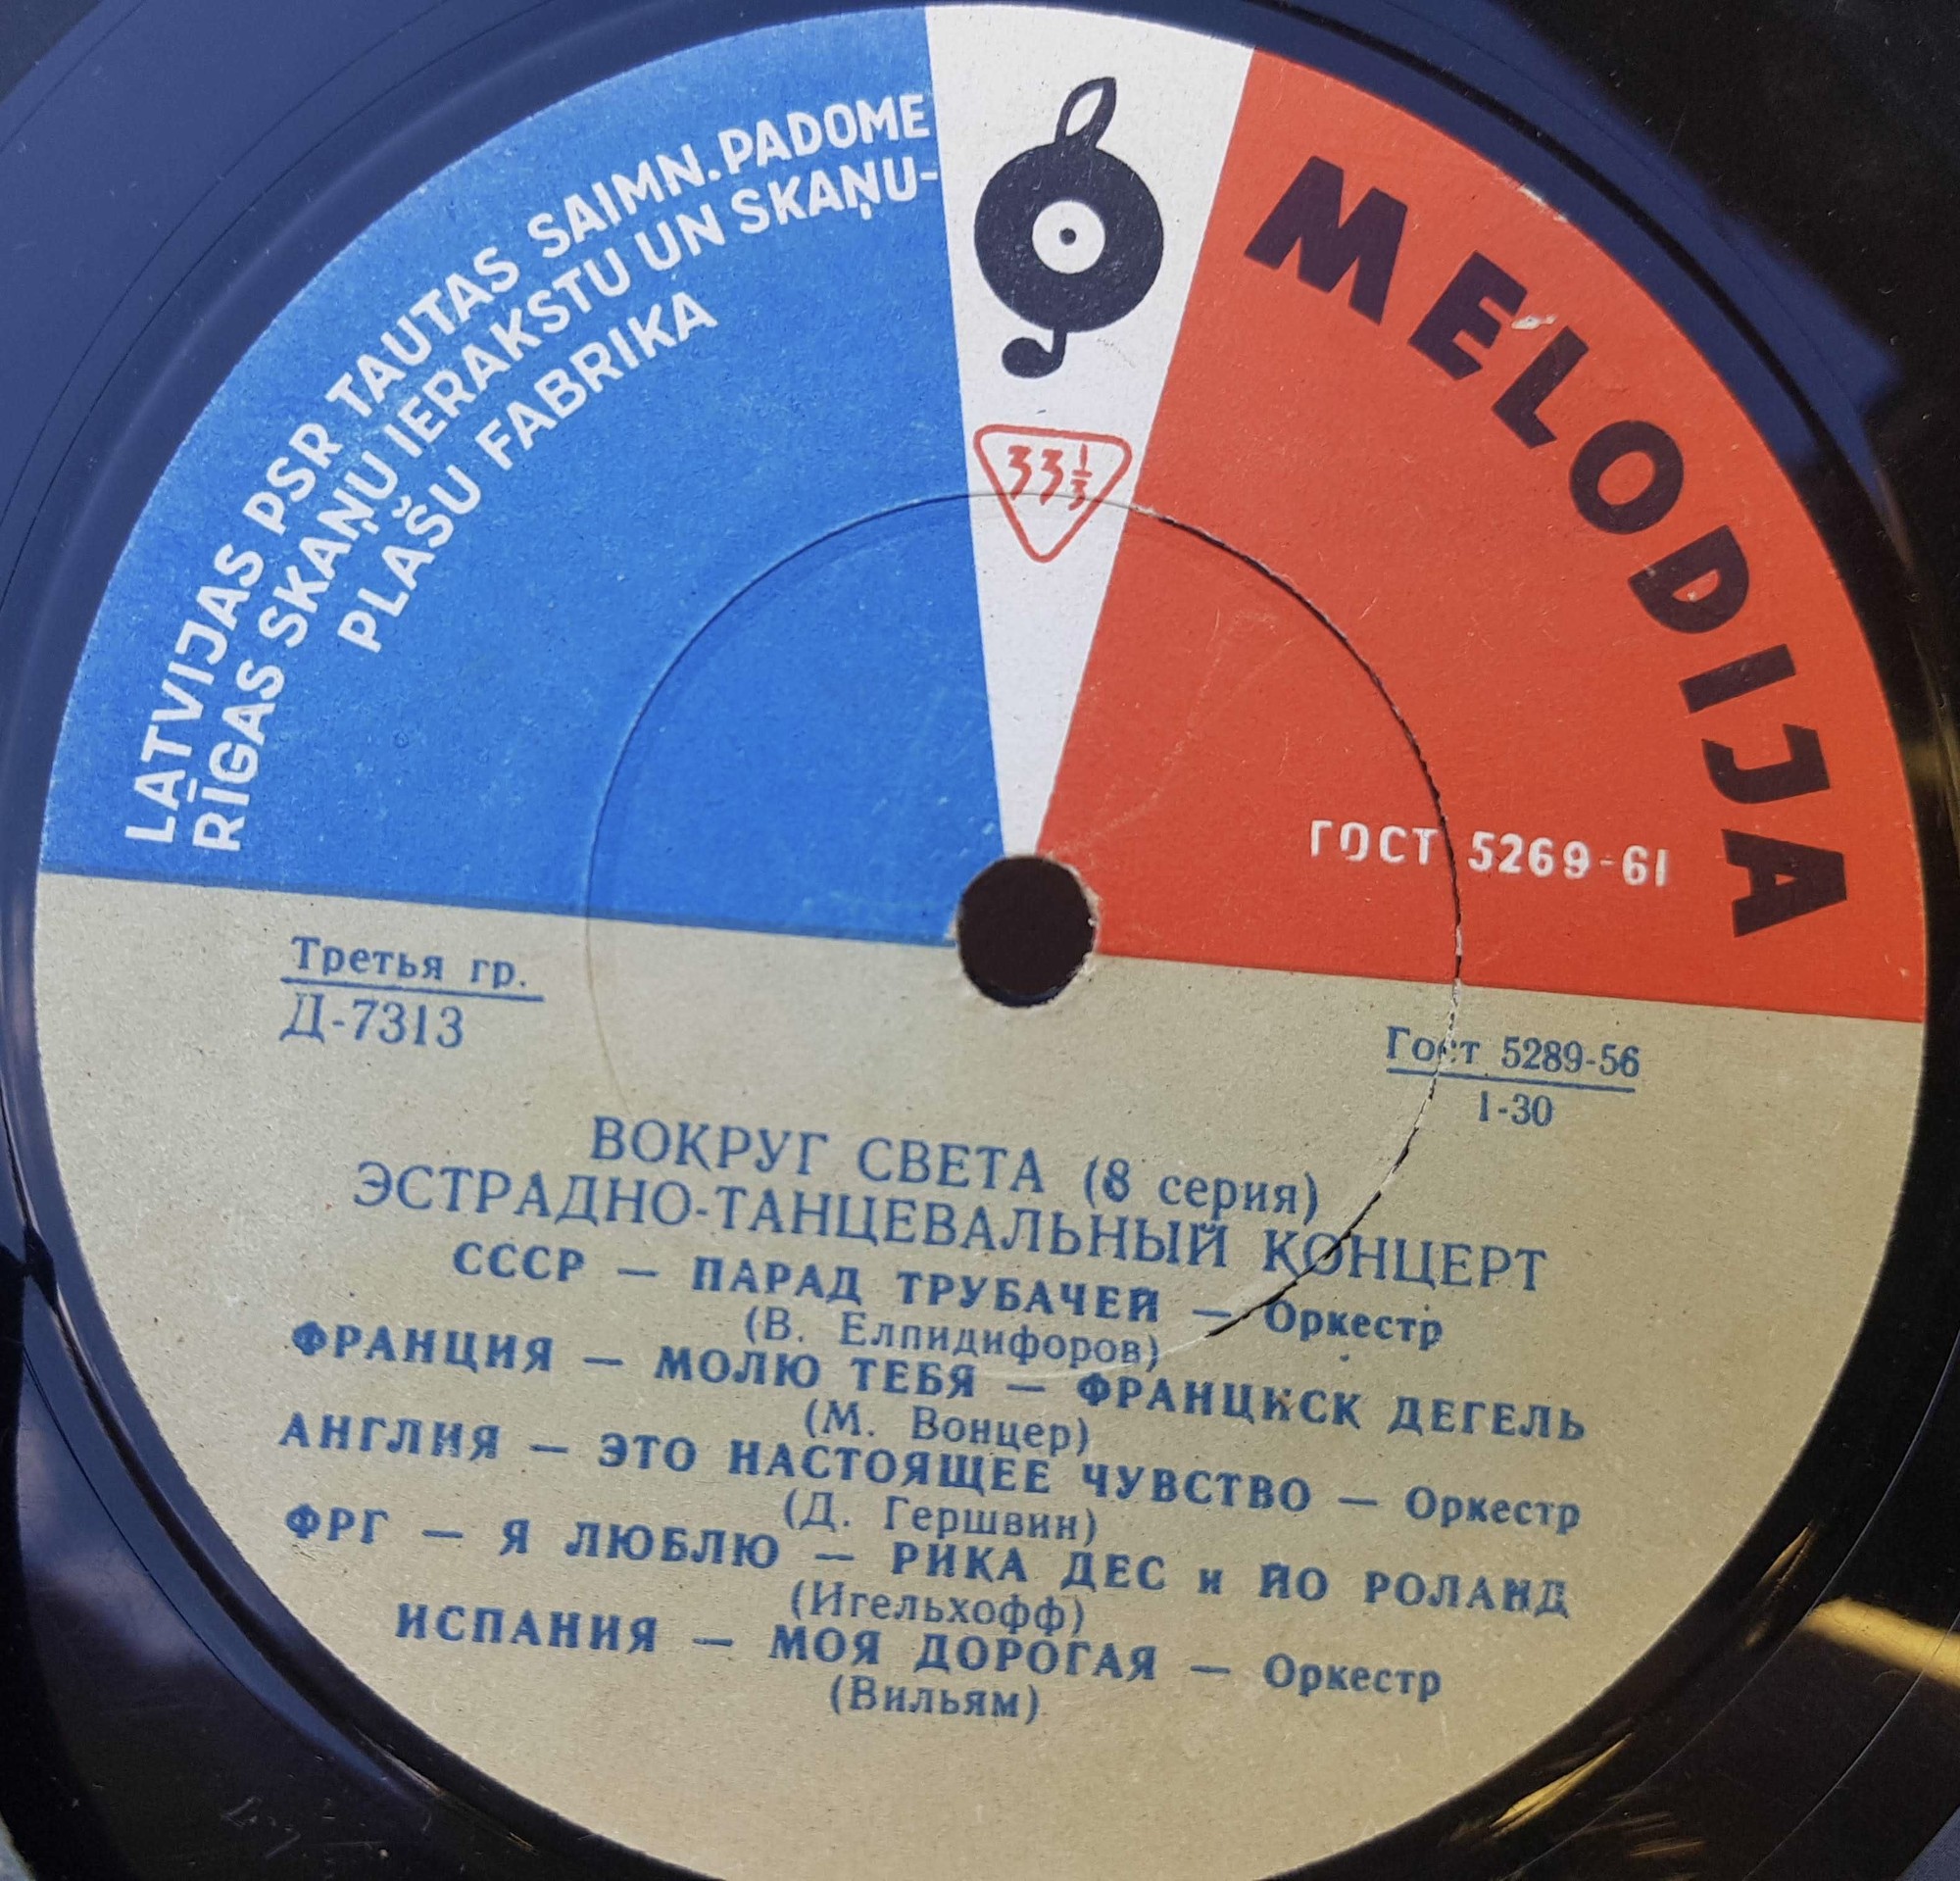 LATVIJAS PSR TAUTAS SAIMN. PADOME
RĪGAS SKAŅU IERAKSTU UN SKAŅU-
PLAŠU FABRIKA
33 1/3
MELODIJA
ГОСТ 5269-61
Третья гр.
Д-7313
Гост 5289-56
1-30
ВОКРУГ СВЕТА (8 серия)
ЭСТРАДНО-ТАНЦЕВАЛЬНЫЙ КОНЦЕРТ
СССР — ПАРАД ТРУБАЧЕЙ — Оркестр
(В. Елпидифоров)
ФРАНЦИЯ — МОЛЮ ТЕБЯ — ФРАНЦИСК ДЕГЕЛЬ
(М. Вонцер)
АНГЛИЯ — ЭТО НАСТОЯЩЕЕ ЧУВСТВО — Оркестр
(Д. Гершвин)
ФРГ — Я ЛЮБЛЮ — РИКА ДЕС и ЙО РОЛАНД
(Игельхофф)
ИСПАНИЯ — МОЯ ДОРОГАЯ — Оркестр
(Вильям)